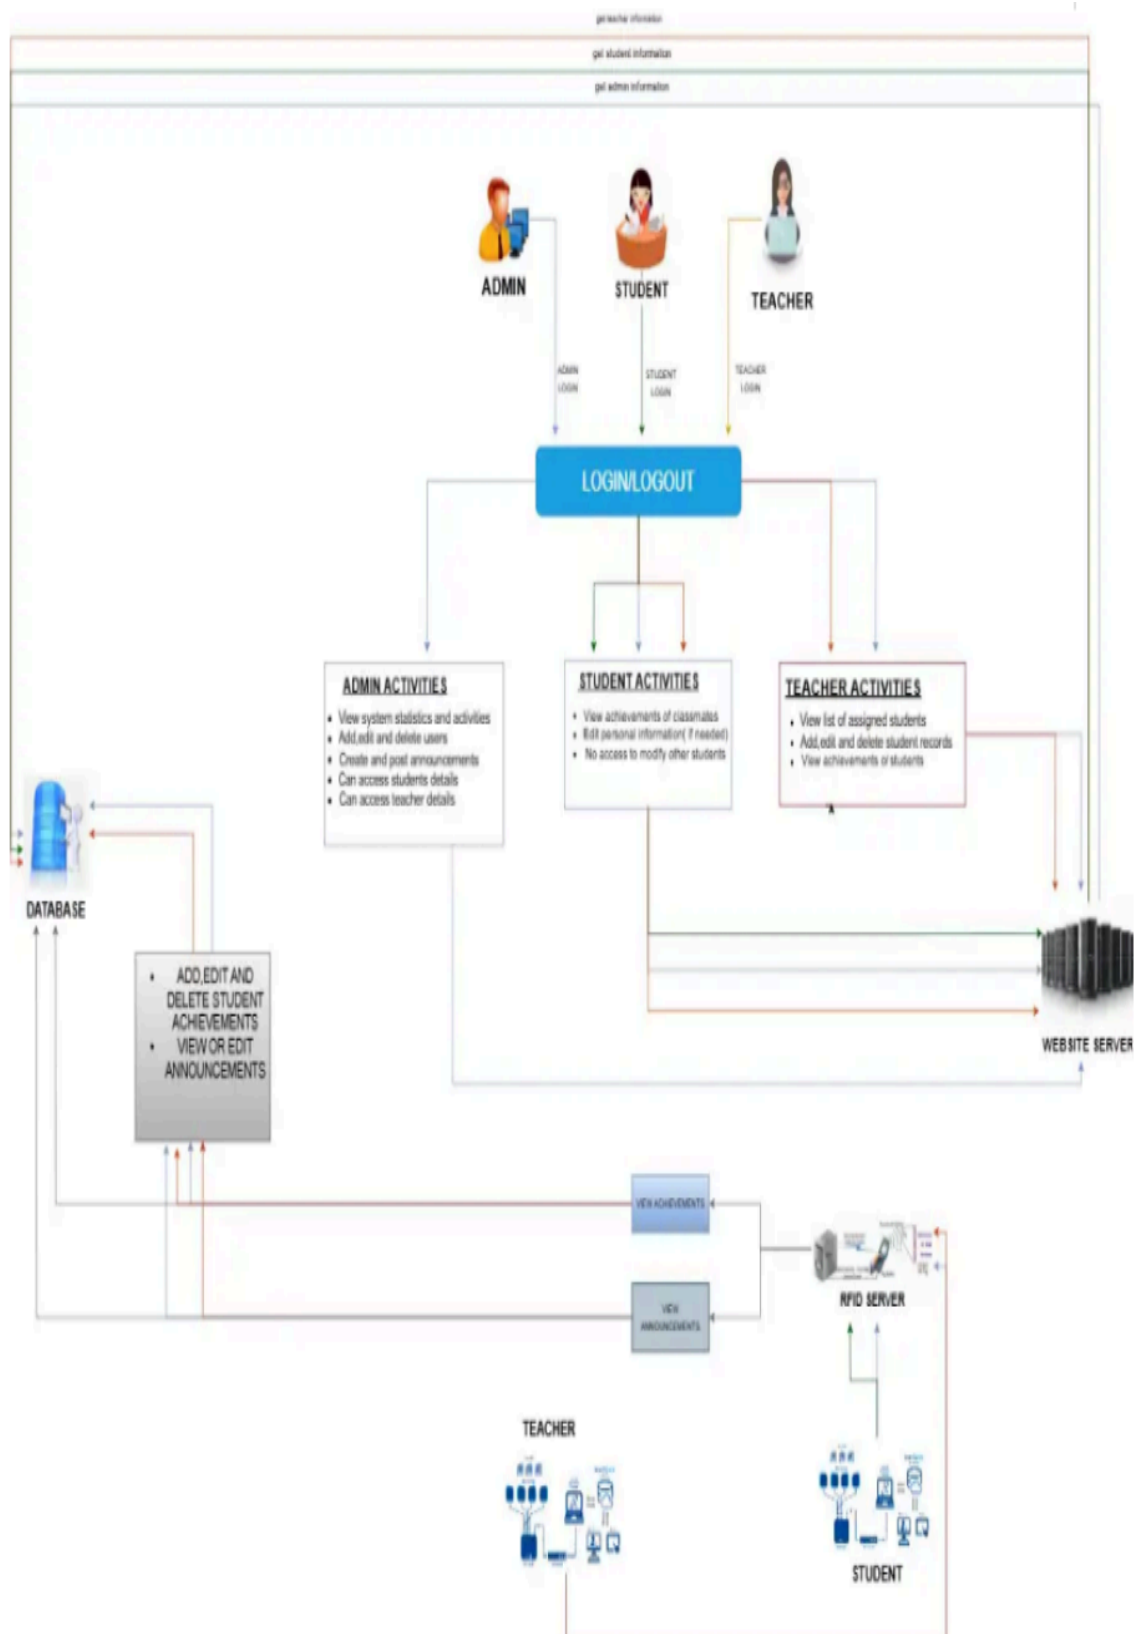 get teacher information
get student information
get admin information
ADMIN
STUDENT
TEACHER
ADMIN
LOGIN
STUDENT
LOGIN
TEACHER
LOGIN
LOGIN/LOGOUT
ADMIN ACTIVITIES
• View system statistics and activities
• Add,edit and delete users
• Create and post announcements
• Can access students details
• Can access teacher details
STUDENT ACTIVITIES
• View achievements of classmates
• Edit personal information( if needed)
• No access to modify other students
TEACHER ACTIVITIES
• View list of assigned students
• Add,edit and delete student records
• View achievements of students
DATABASE
• ADD,EDIT AND
DELETE STUDENT
ACHIEVEMENTS
• VIEW OR EDIT
ANNOUNCEMENTS
WEBSITE SERVER
VIEW ACHIEVEMENTS
VIEW
ANNOUNCEMENTS
RFID SERVER
TEACHER
STUDENT